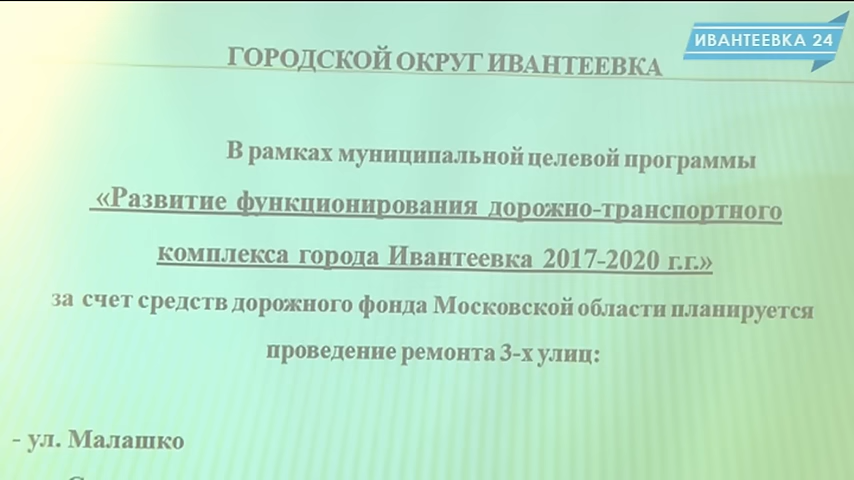 ИВАНТЕЕВКА 24
ГОРОДСКОЙ ОКРУГ ИВАНТЕЕВКА
В рамках муниципальной целевой программы
«Развитие функционирования дорожно-транспортного
комплекса города Ивантеевка 2017-2020 г.г.»
за счет средств дорожного фонда Московской области планируется
проведение ремонта 3-х улиц:
- ул. Малашко